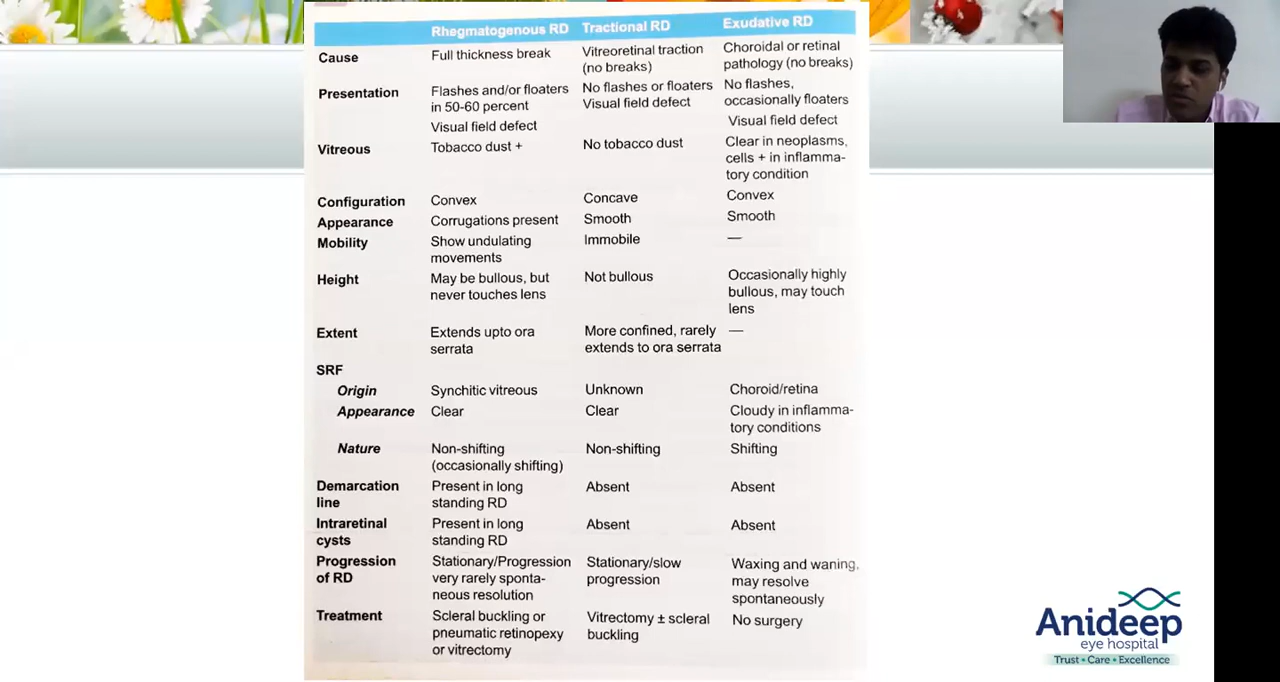 Rhegmatogenous RD Tractional RD Exudative RD
Cause Full thickness break Vitreoretinal traction Choroidal or retinal
(no breaks) pathology (no breaks)
Presentation Flashes and/or floaters No flashes or floaters No flashes,
in 50-60 percent Visual field defect occasionally floaters
Visual field defect Visual field defect
Vitreous Tobacco dust + No tobacco dust Clear in neoplasms,
cells + in inflamma-
tory condition
Configuration Convex Concave Convex
Appearance Corrugations present Smooth Smooth
Mobility Show undulating Immobile —
movements
Height May be bullous, but Not bullous Occasionally highly
never touches lens bullous, may touch
lens
Extent Extends upto ora More confined, rarely —
serrata extends to ora serrata
SRF
Origin Synchitic vitreous Unknown Choroid/retina
Appearance Clear Clear Cloudy in inflamma-
tory conditions
Nature Non-shifting Non-shifting Shifting
(occasionally shifting)
Demarcation Present in long Absent Absent
line standing RD
Intraretinal Present in long Absent Absent
cysts standing RD
Progression Stationary/Progression Stationary/slow Waxing and waning,
of RD very rarely sponta- progression may resolve
neous resolution spontaneously
Treatment Scleral buckling or Vitrectomy ± scleral No surgery
pneumatic retinopexy buckling
or vitrectomy
Anideep
eye hospital
Trust • Care • Excellence